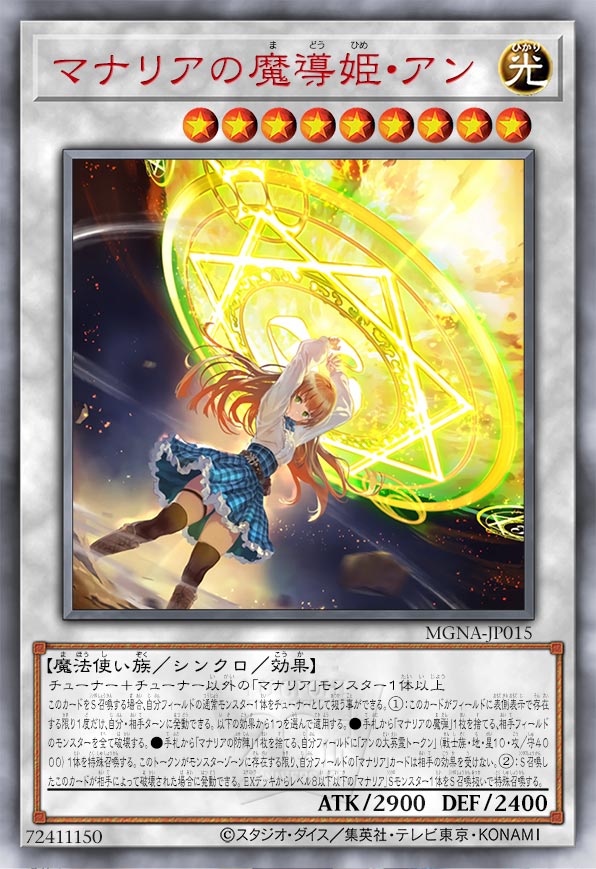 マナリアの魔導姫・アン
光
MGNA-JP015
【魔法使い族／シンクロ／効果】
チューナー＋チューナー以外の「マナリア」モンスター1体以上
このカードをS召喚する場合、自分フィールドの通常モンスター1体をチューナーとして扱う事ができる。①：このカードがフィールドに表側表示で存在
する限り1度だけ、自分・相手ターンに発動できる。以下の効果から1つを選んで適用する。●手札から「マナリアの魔弾」1枚を捨てる。相手フィールド
のモンスターを全て破壊する。●手札から「マナリアの防陣」1枚を捨てる。自分フィールドに「アンの大英霊トークン」（戦士族・地・星10・攻／守40
00）1体を特殊召喚する。このトークンがモンスターゾーンに存在する限り、自分フィールドの「マナリア」カードは相手の効果を受けない。②：S召喚し
たこのカードが相手によって破壊された場合に発動できる。EXデッキからレベル8以下以下の「マナリア」Sモンスター1体をS召喚扱いで特殊召喚する。
ATK/2900 DEF/2400
72411150
©スタジオ・ダイス／集英社・テレビ東京・KONAMI